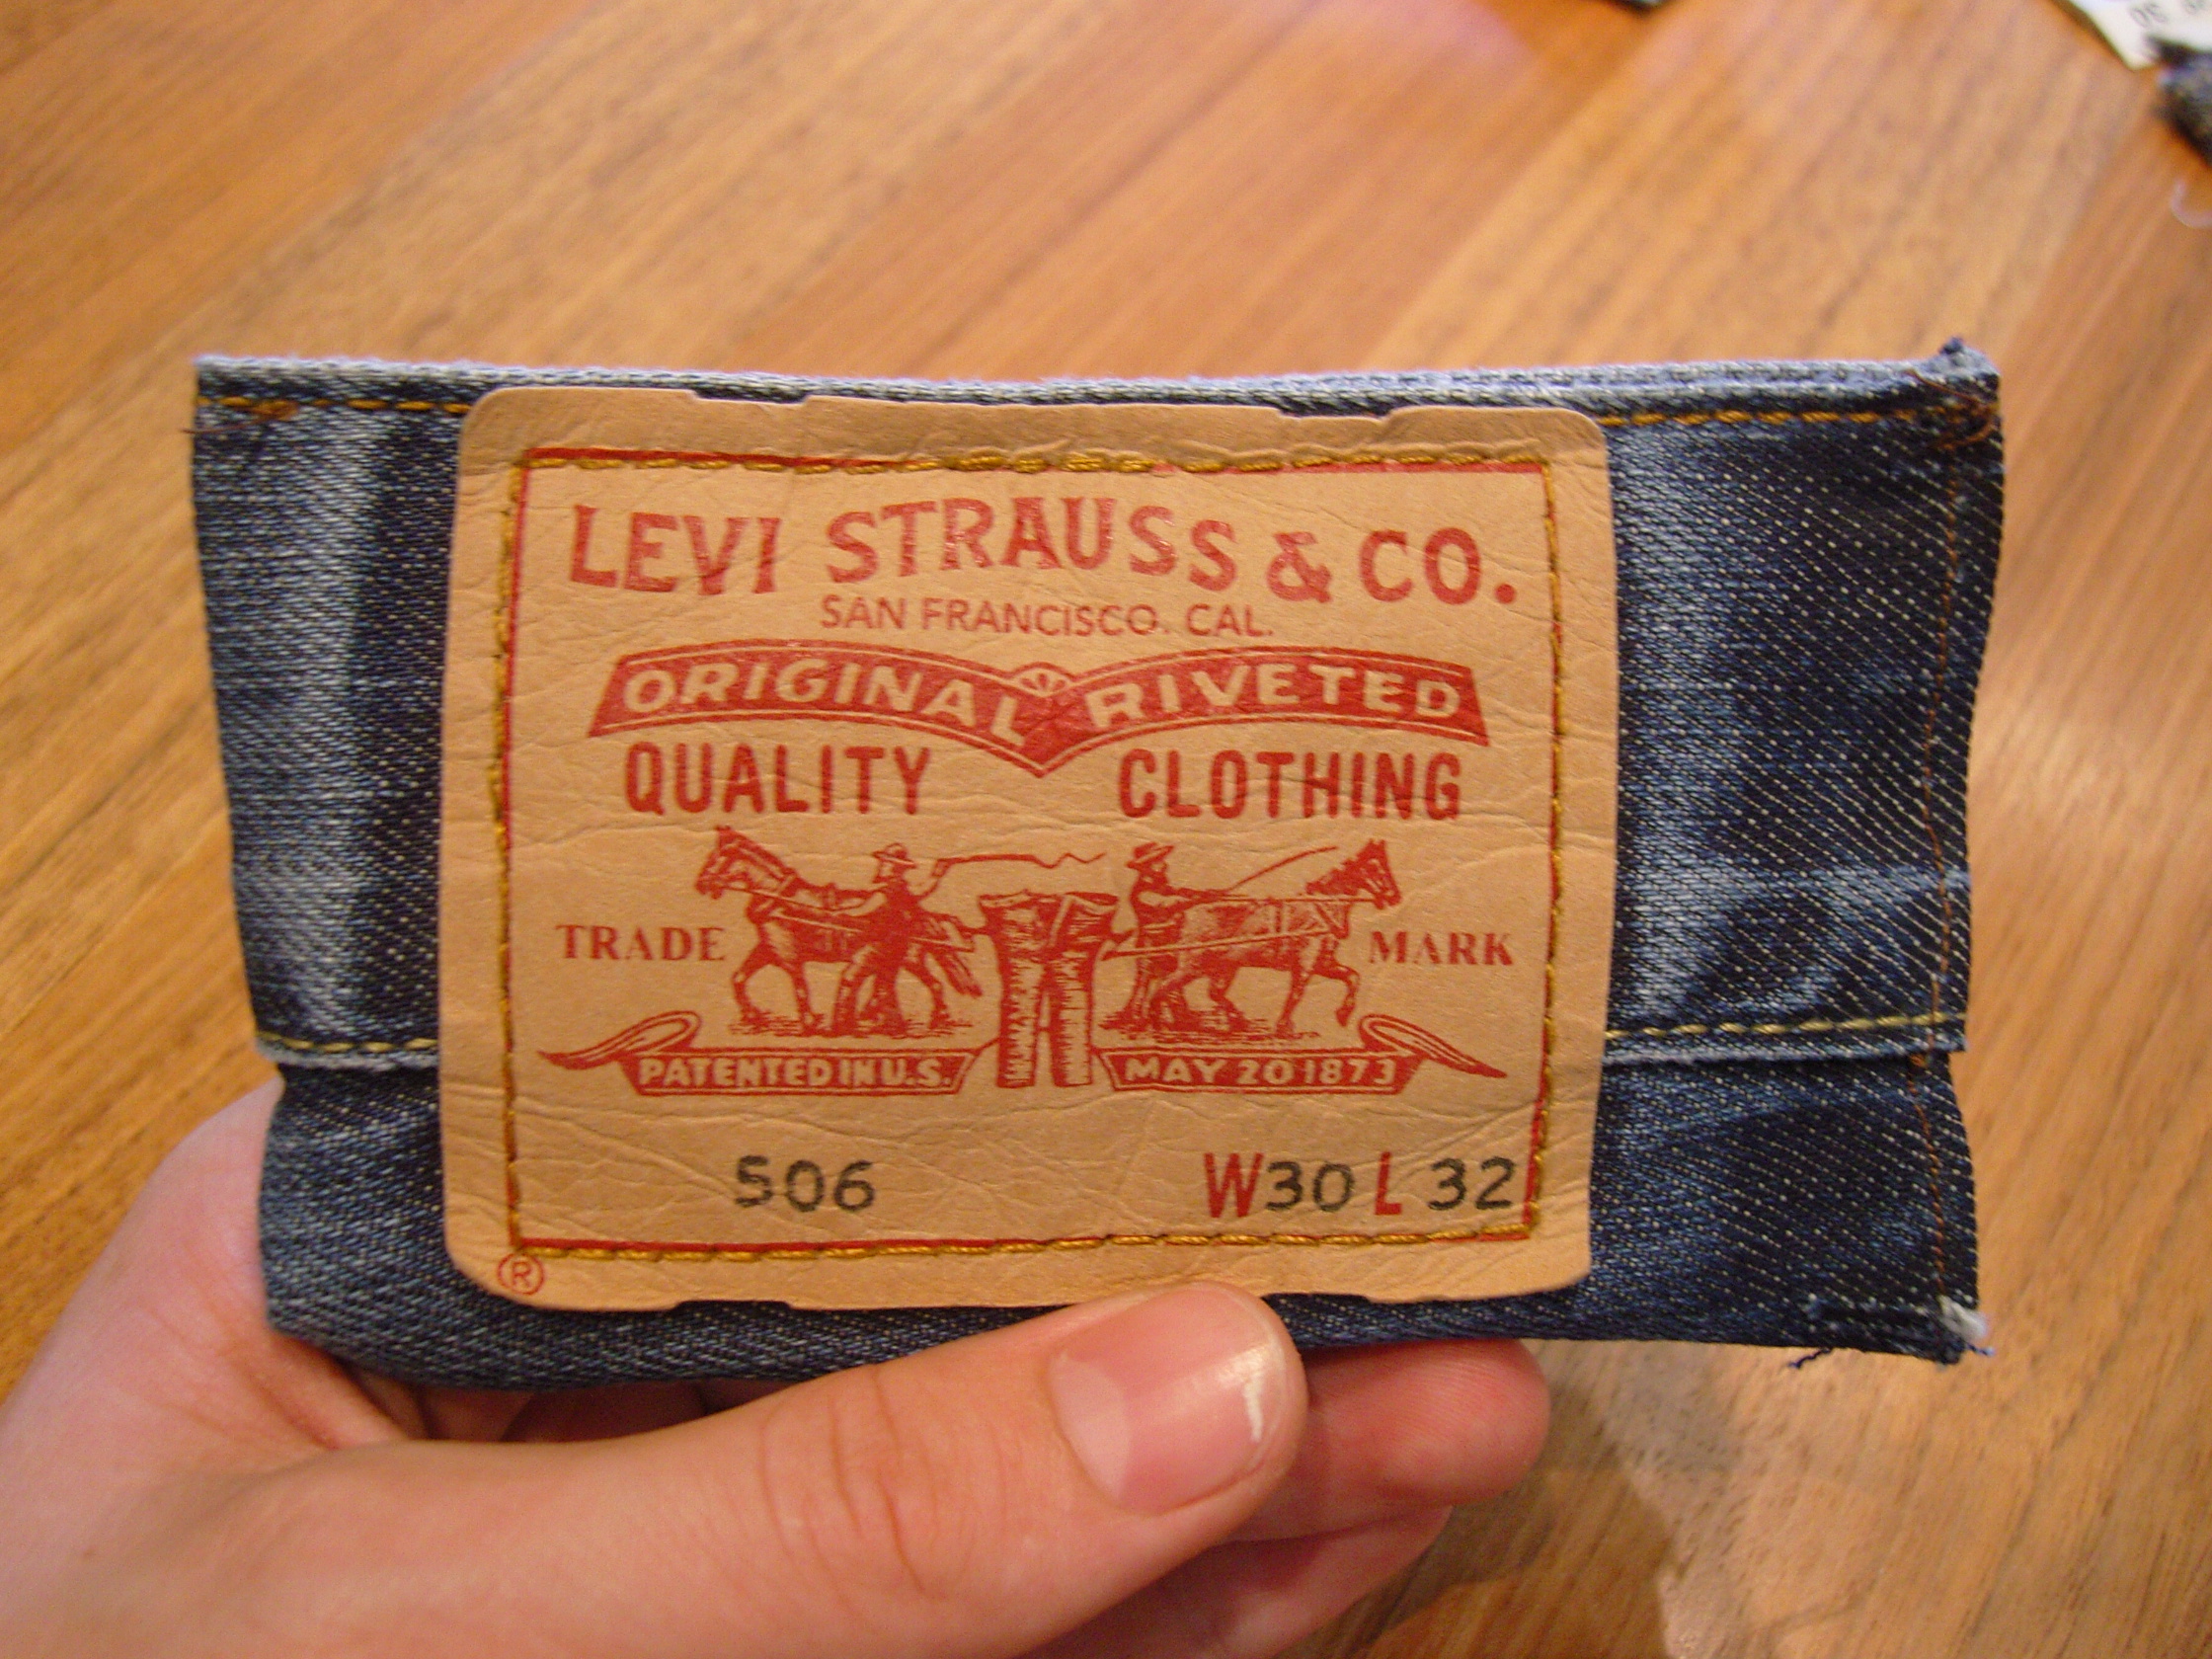 LEVI STRAUSS & CO.
SAN FRANCISCO. CAL.
ORIGINAL RIVETED
QUALITY CLOTHING
TRADE MARK
PATENTED IN U.S. MAY 20 1873
506 W30 L 32
®